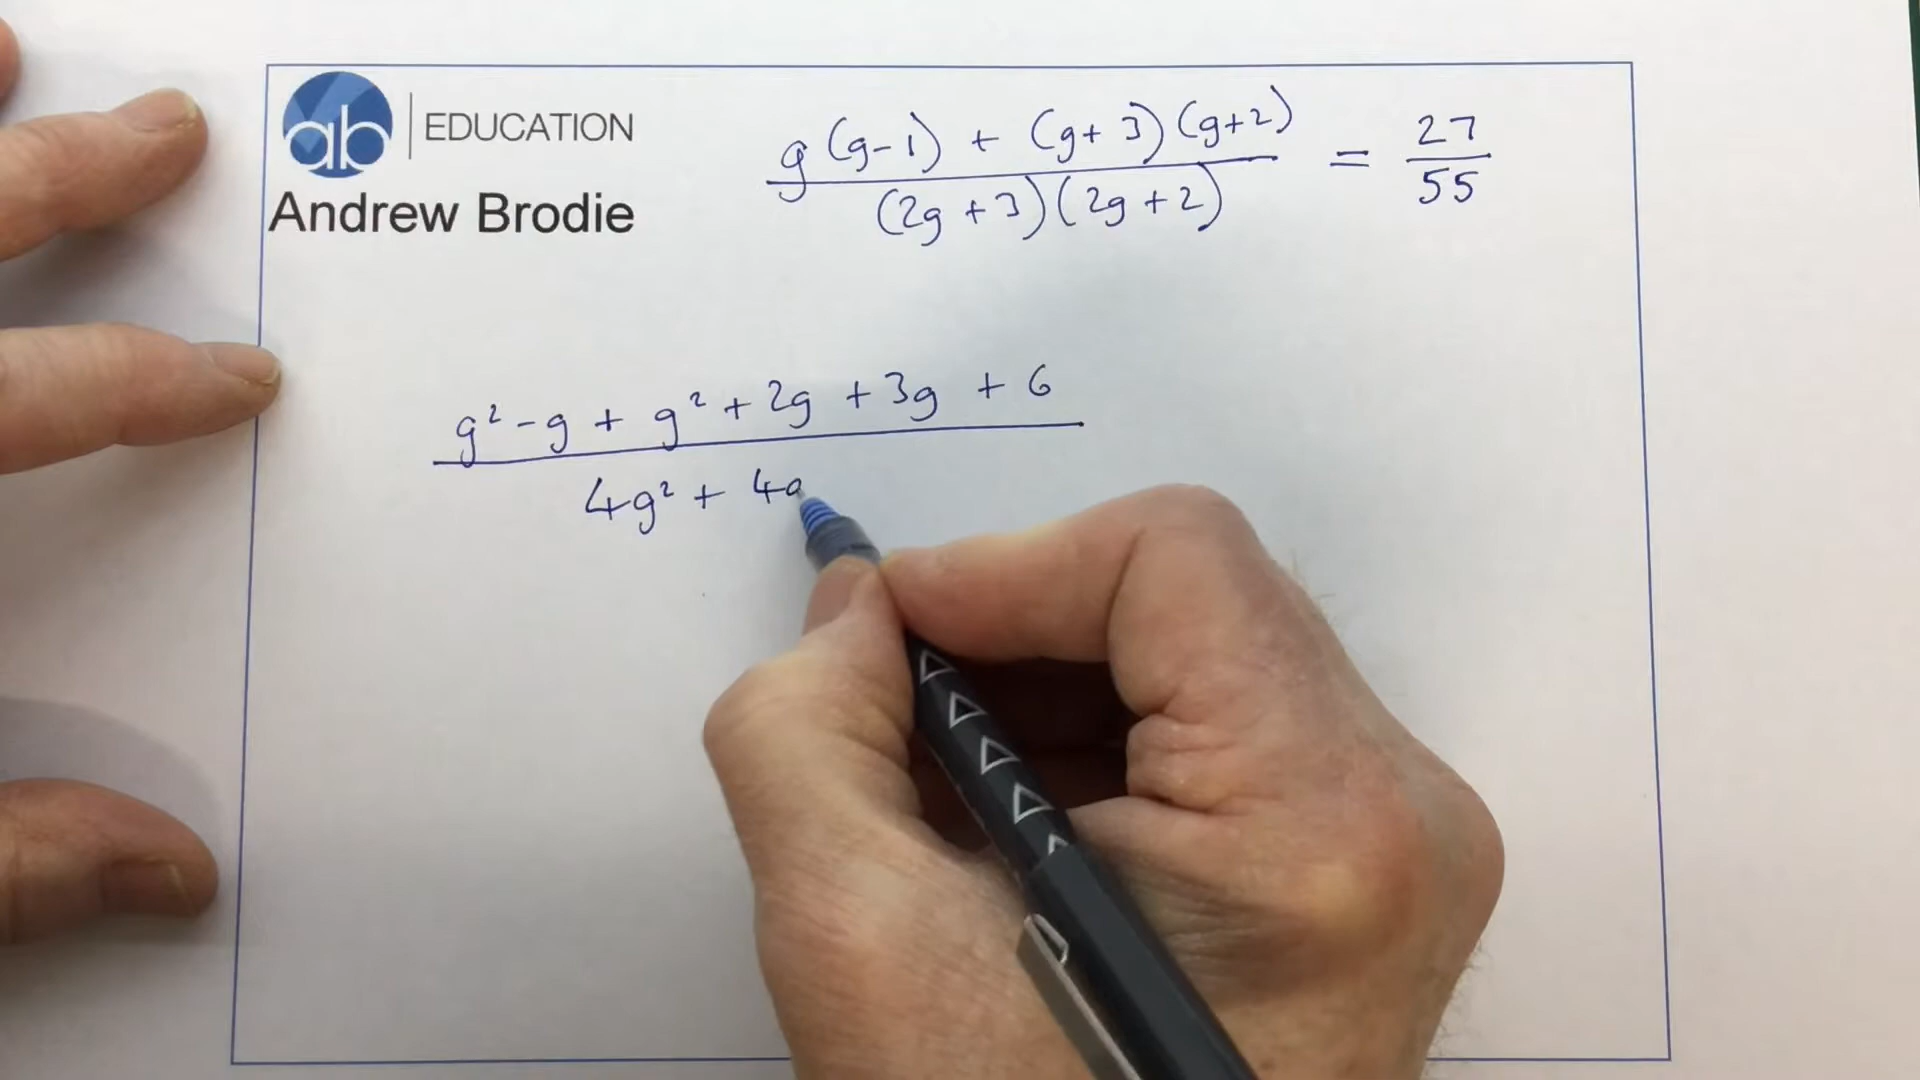 ab EDUCATION
Andrew Brodie
g(g-1) + (g+3)(g+2)
(2g+3)(2g+2)
=
27
55
g² - g + g² + 2g + 3g + 6
4g² + 4g